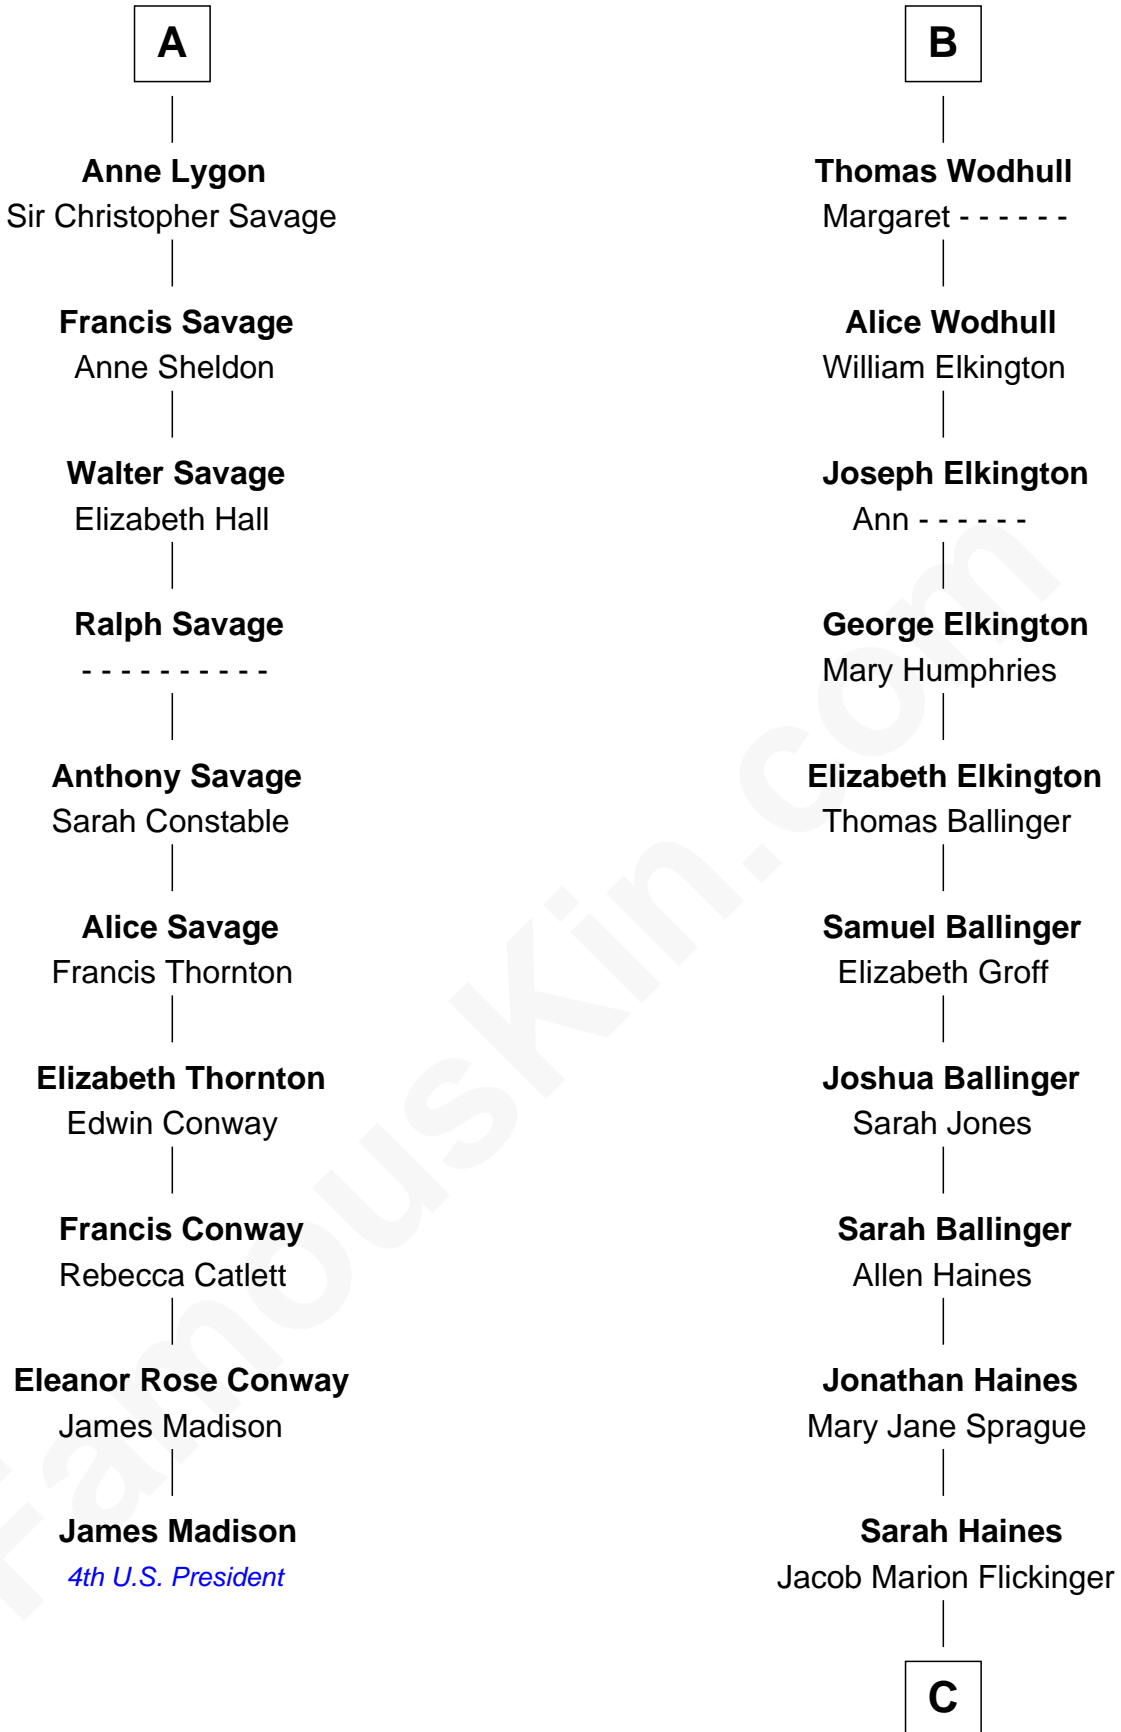 A
Anne Lygon
Sir Christopher Savage
Francis Savage
Anne Sheldon
Walter Savage
Elizabeth Hall
Ralph Savage
- - - - - - - - - -
Anthony Savage
Sarah Constable
Alice Savage
Francis Thornton
Elizabeth Thornton
Edwin Conway
Francis Conway
Rebecca Catlett
Eleanor Rose Conway
James Madison
James Madison
4th U.S. President
B
Thomas Wodhull
Margaret - - - - - -
Alice Wodhull
William Elkington
Joseph Elkington
Ann - - - - - -
George Elkington
Mary Humphries
Elizabeth Elkington
Thomas Ballinger
Samuel Ballinger
Elizabeth Groff
Joshua Ballinger
Sarah Jones
Sarah Ballinger
Allen Haines
Jonathan Haines
Mary Jane Sprague
Sarah Haines
Jacob Marion Flickinger
C
FamousKin.com